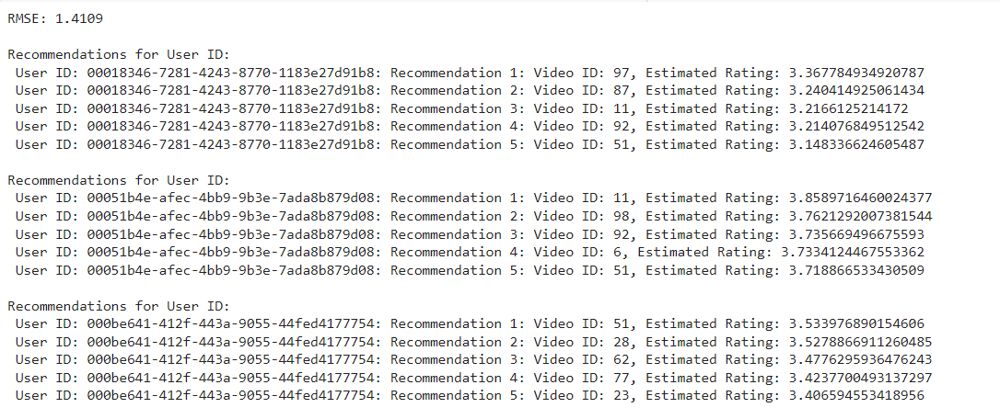 RMSE: 1.4109
Recommendations for User ID:
User ID: 00018346-7281-4243-8770-1183e27d91b8: Recommendation 1: Video ID: 97, Estimated Rating: 3.367784934920787
User ID: 00018346-7281-4243-8770-1183e27d91b8: Recommendation 2: Video ID: 87, Estimated Rating: 3.240414925061434
User ID: 00018346-7281-4243-8770-1183e27d91b8: Recommendation 3: Video ID: 11, Estimated Rating: 3.2166125214172
User ID: 00018346-7281-4243-8770-1183e27d91b8: Recommendation 4: Video ID: 92, Estimated Rating: 3.214076849512542
User ID: 00018346-7281-4243-8770-1183e27d91b8: Recommendation 5: Video ID: 51, Estimated Rating: 3.148336624605487
Recommendations for User ID:
User ID: 00051b4e-afec-4bb9-9b3e-7ada8b879d08: Recommendation 1: Video ID: 11, Estimated Rating: 3.8589716460024377
User ID: 00051b4e-afec-4bb9-9b3e-7ada8b879d08: Recommendation 2: Video ID: 98, Estimated Rating: 3.7621292007381544
User ID: 00051b4e-afec-4bb9-9b3e-7ada8b879d08: Recommendation 3: Video ID: 92, Estimated Rating: 3.735669496675593
User ID: 00051b4e-afec-4bb9-9b3e-7ada8b879d08: Recommendation 4: Video ID: 6, Estimated Rating: 3.7334124467553362
User ID: 00051b4e-afec-4bb9-9b3e-7ada8b879d08: Recommendation 5: Video ID: 51, Estimated Rating: 3.718866533430509
Recommendations for User ID:
User ID: 000be641-412f-443a-9055-44fed4177754: Recommendation 1: Video ID: 51, Estimated Rating: 3.533976890154606
User ID: 000be641-412f-443a-9055-44fed4177754: Recommendation 2: Video ID: 28, Estimated Rating: 3.5278866911260485
User ID: 000be641-412f-443a-9055-44fed4177754: Recommendation 3: Video ID: 62, Estimated Rating: 3.4776295936476243
User ID: 000be641-412f-443a-9055-44fed4177754: Recommendation 4: Video ID: 77, Estimated Rating: 3.4237700493137297
User ID: 000be641-412f-443a-9055-44fed4177754: Recommendation 5: Video ID: 23, Estimated Rating: 3.406594553418956